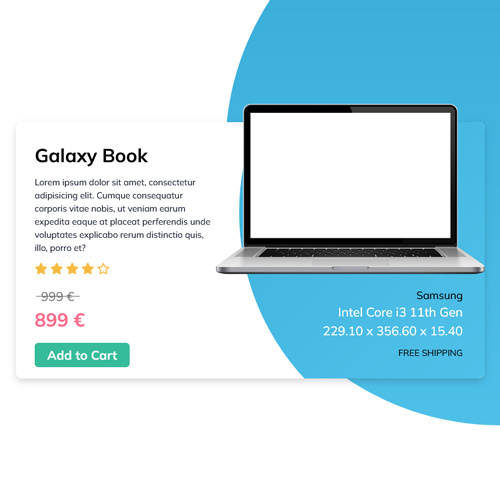 Galaxy Book
Lorem ipsum dolor sit amet, consectetur
adipisicing elit. Cumque consequatur
corporis vitae nobis, ut veniam earum
expedita eaque at placeat perferendis unde
voluptates explicabo rerum distinctio quis,
illo, porro et?
999 €
899 €
Add to Cart
Samsung
Intel Core i3 11th Gen
229.10 x 356.60 x 15.40
FREE SHIPPING